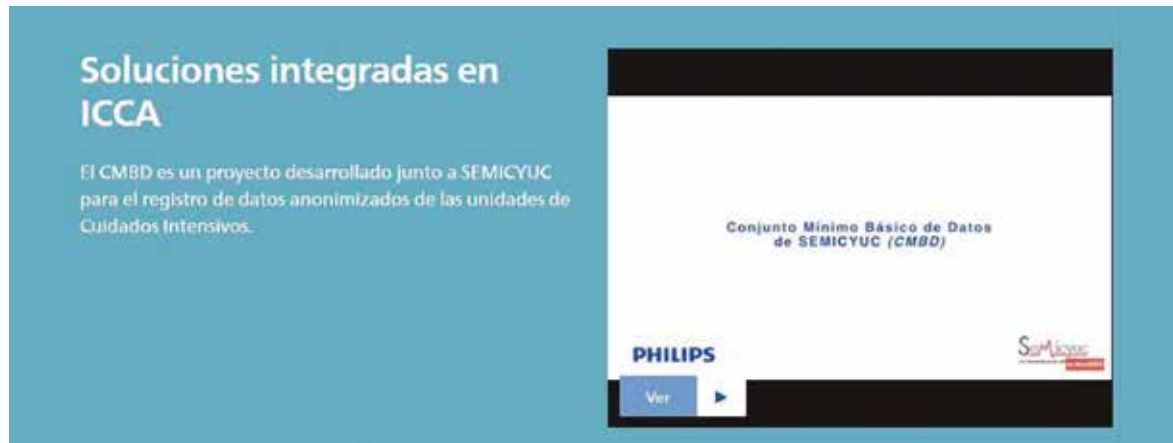 Soluciones integradas en
ICCA
El CMBD es un proyecto desarrollado junto a SEMICYUC
para el registro de datos anonimizados de las unidades de
Cuidados Intensivos.
Conjunto Mínimo Básico de Datos
de SEMICYUC (CMBD)
PHILIPS
SeMicyuc
Ver